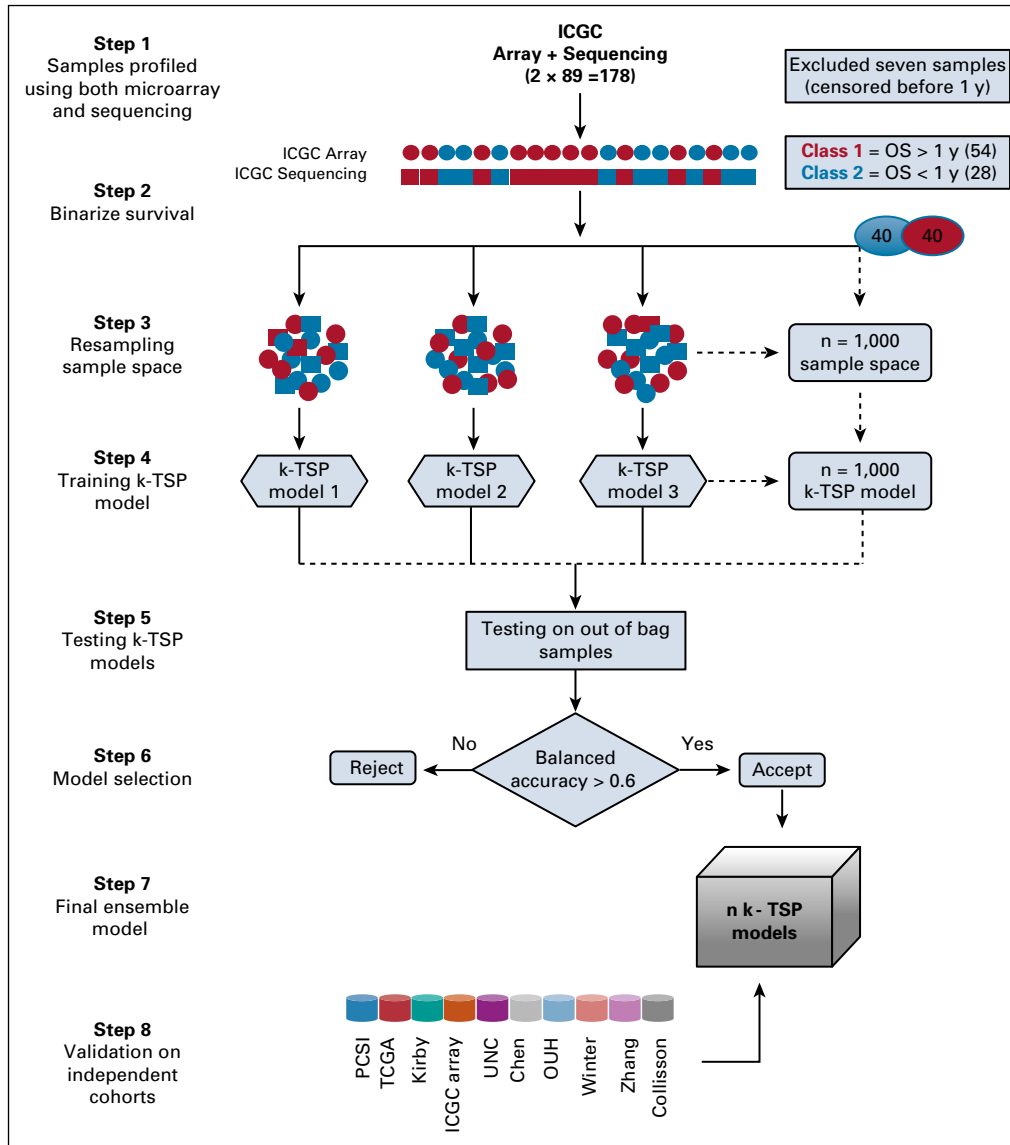 Step 1
Samples profiled
using both microarray
and sequencing
ICGC
Array + Sequencing
(2 × 89 =178)
Excluded seven samples
(censored before 1 y)
ICGC Array
ICGC Sequencing
Class 1 = OS > 1 y (54)
Class 2 = OS < 1 y (28)
Step 2
Binarize survival
40
40
Step 3
Resampling
sample space
n = 1,000
sample space
Step 4
Training k-TSP
model
k-TSP
model 1
k-TSP
model 2
k-TSP
model 3
n = 1,000
k-TSP model
Step 5
Testing k-TSP
models
Testing on out of bag
samples
Step 6
Model selection
No
Yes
Reject
Balanced
accuracy > 0.6
Accept
Step 7
Final ensemble
model
n k - TSP
models
Step 8
Validation on
independent
cohorts
PCSI
TCGA
Kirby
ICGC array
UNC
Chen
OUH
Winter
Zhang
Collisson